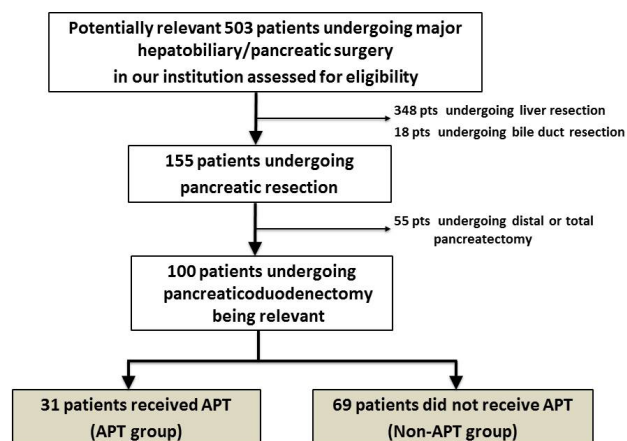 Potentially relevant 503 patients undergoing major
hepatobiliary/pancreatic surgery
in our institution assessed for eligibility
348 pts undergoing liver resection
18 pts undergoing bile duct resection
155 patients undergoing
pancreatic resection
55 pts undergoing distal or total
pancreatectomy
100 patients undergoing
pancreaticoduodenectomy
being relevant
31 patients received APT
(APT group)
69 patients did not receive APT
(Non-APT group)